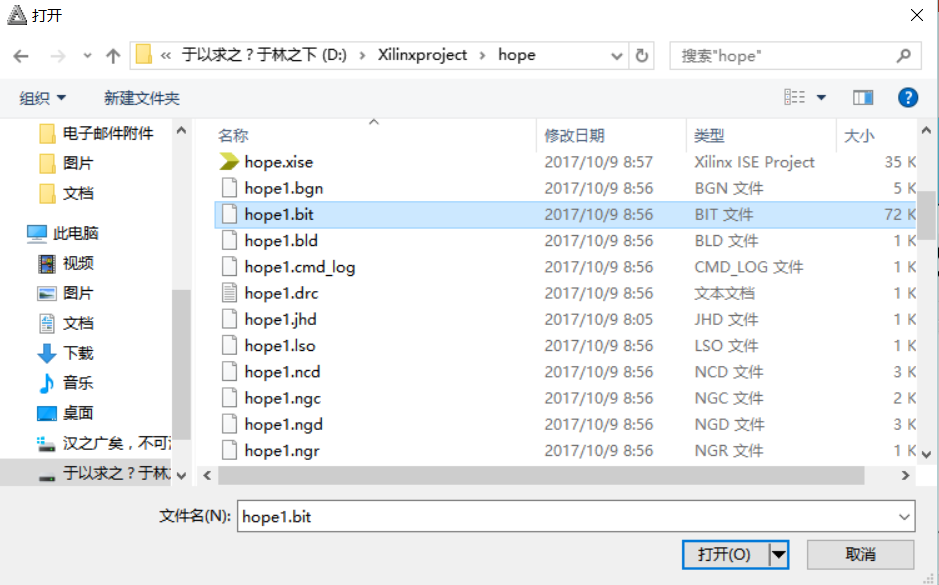 打开
« 于以求之？于林之下 (D:) › Xilinxproject › hope
搜索"hope"
组织 新建文件夹
电子邮件附件
图片
文档
此电脑
视频
图片
文档
下载
音乐
桌面
汉之广矣，不可
于以求之？于林
名称 修改日期 类型 大小
hope.xise 2017/10/9 8:57 Xilinx ISE Project 35 K
hope1.bgn 2017/10/9 8:56 BGN 文件 5 K
hope1.bit 2017/10/9 8:56 BIT 文件 72 K
hope1.bld 2017/10/9 8:56 BLD 文件 1 K
hope1.cmd_log 2017/10/9 8:56 CMD_LOG 文件 1 K
hope1.drc 2017/10/9 8:56 文本文档 1 K
hope1.jhd 2017/10/9 8:05 JHD 文件 1 K
hope1.lso 2017/10/9 8:56 LSO 文件 1 K
hope1.ncd 2017/10/9 8:56 NCD 文件 3 K
hope1.ngc 2017/10/9 8:56 NGC 文件 2 K
hope1.ngd 2017/10/9 8:56 NGD 文件 3 K
hope1.ngr 2017/10/9 8:56 NGR 文件 1 K
文件名(N): hope1.bit
打开(O) 取消